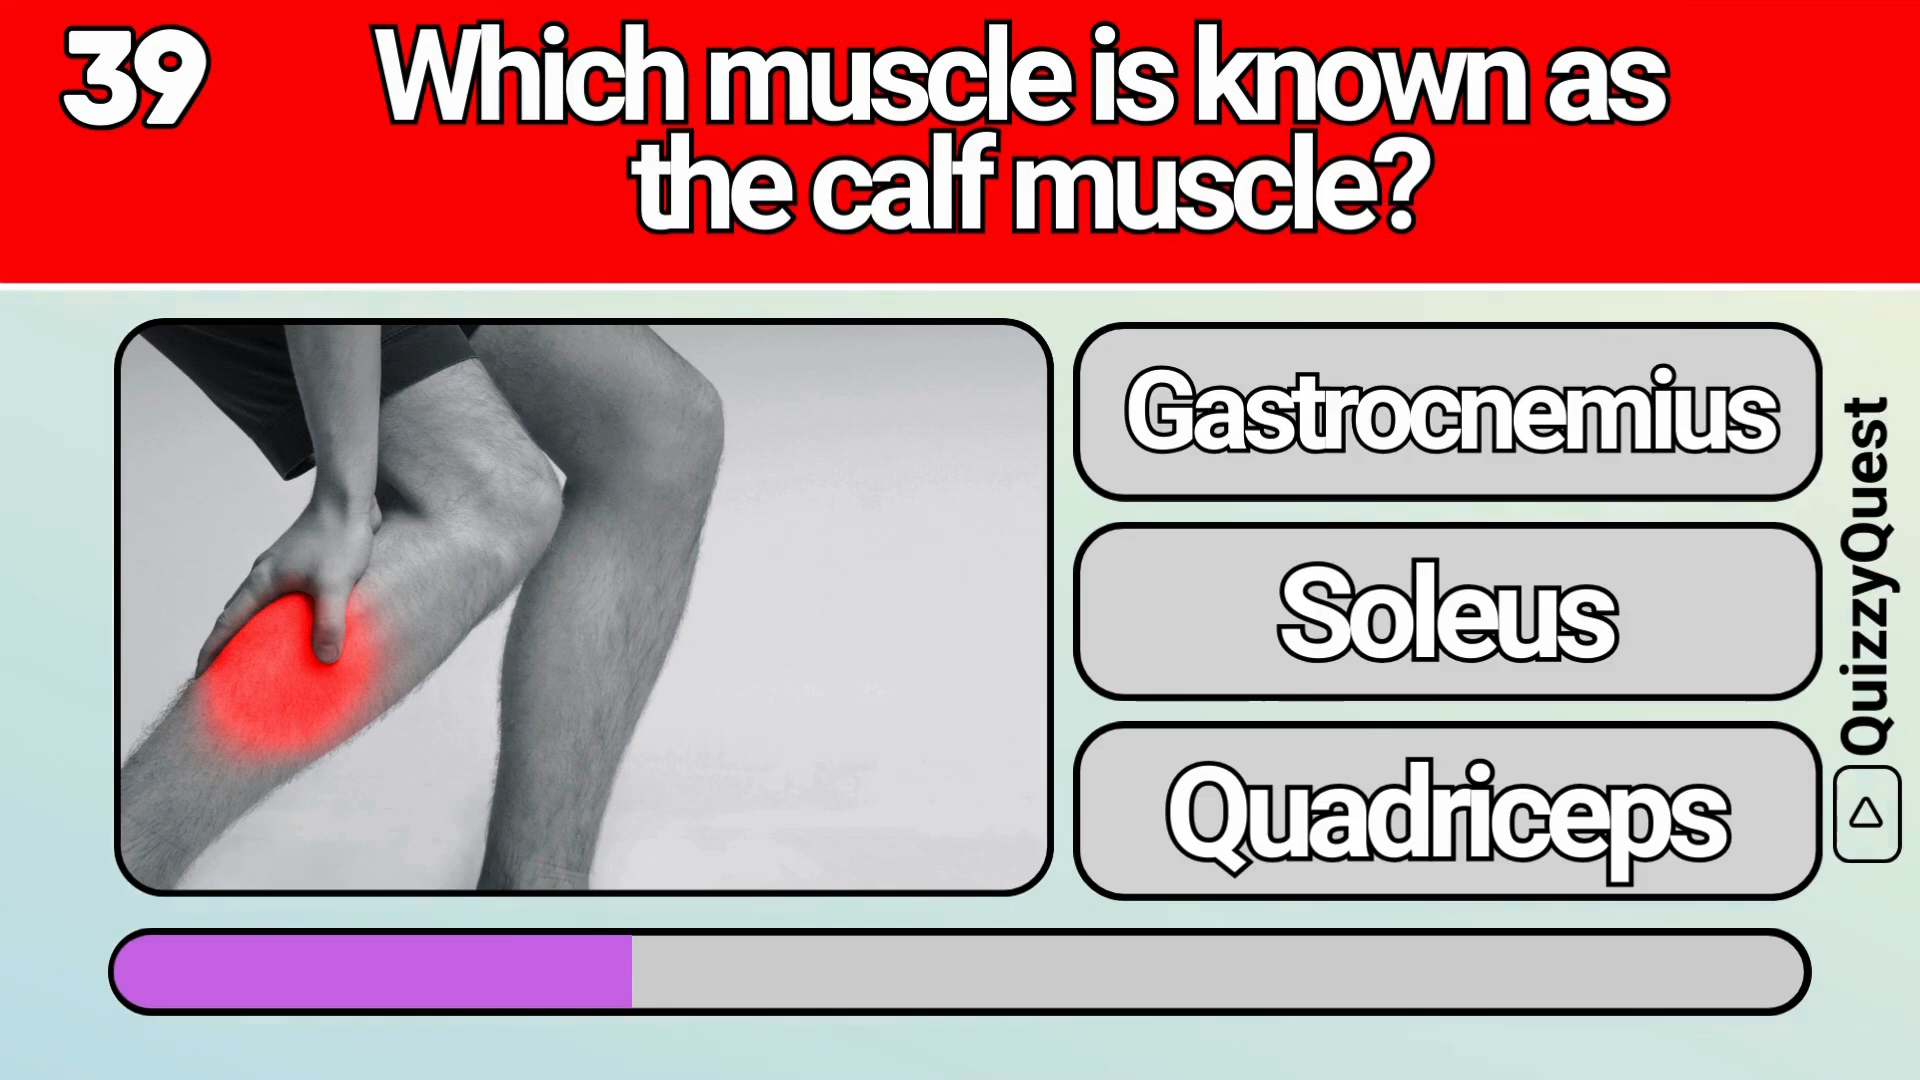 39
Which muscle is known as
the calf muscle?
Gastrocnemius
Soleus
Quadriceps
QuizzyQuest